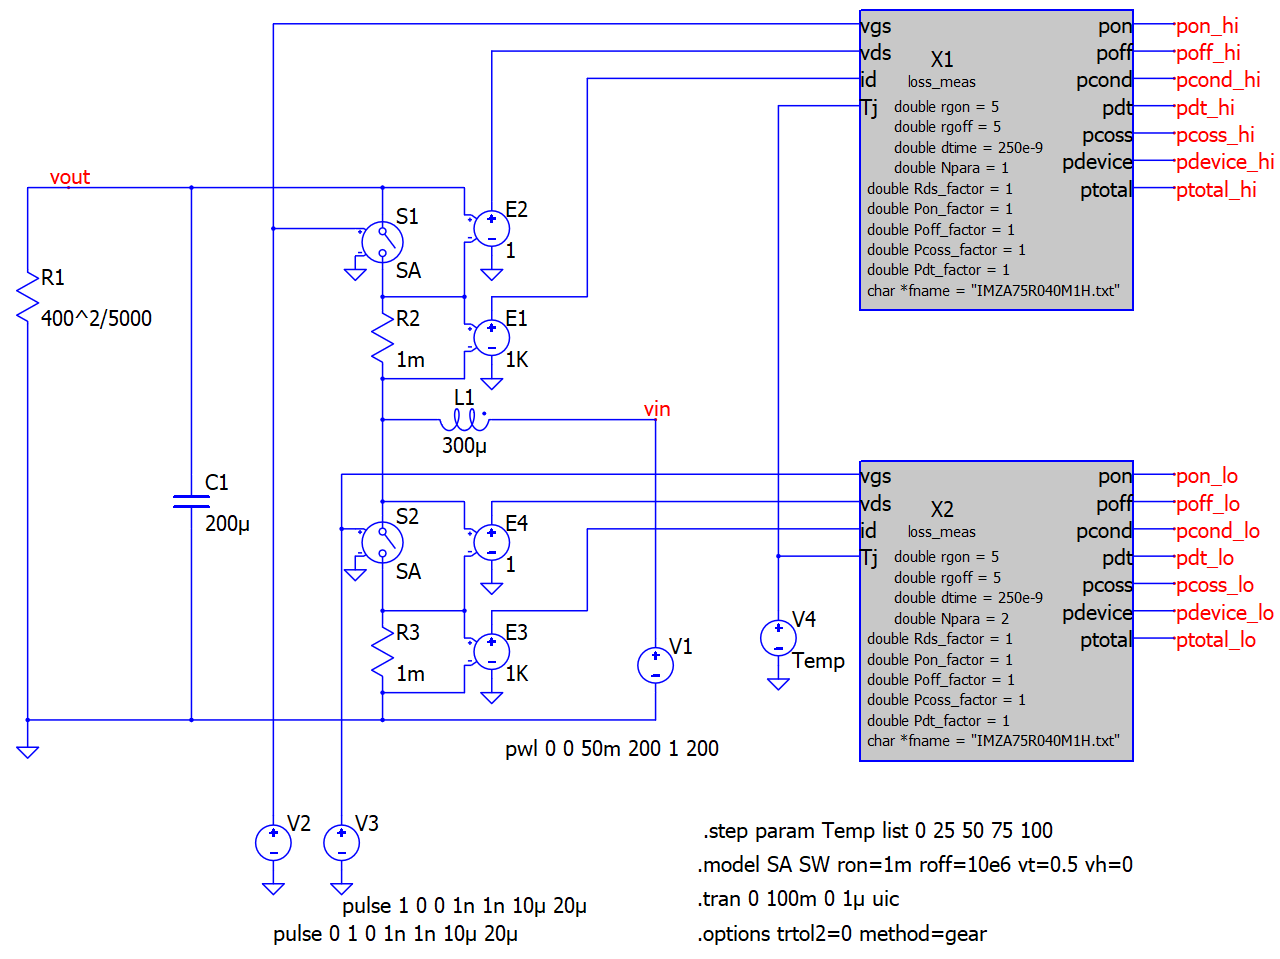 vgs
vds
id
Tj
X1
loss_meas
double rgon = 5
double rgoff = 5
double dtime = 250e-9
double Npara = 1
double Rds_factor = 1
double Pon_factor = 1
double Poff_factor = 1
double Pcoss_factor = 1
double Pdt_factor = 1
char *fname = "IMZA75R040M1H.txt"
pon
poff
pcond
pdt
pcoss
pdevice
ptotal
pon_hi
poff_hi
pcond_hi
pdt_hi
pcoss_hi
pdevice_hi
ptotal_hi
vout
R1
400^2/5000
C1
200µ
S1
SA
E2
1
R2
1m
E1
1K
L1
300µ
vin
S2
SA
E4
1
R3
1m
E3
1K
V1
pwl 0 0 50m 200 1 200
V4
Temp
vgs
vds
id
Tj
X2
loss_meas
double rgon = 5
double rgoff = 5
double dtime = 250e-9
double Npara = 2
double Rds_factor = 1
double Pon_factor = 1
double Poff_factor = 1
double Pcoss_factor = 1
double Pdt_factor = 1
char *fname = "IMZA75R040M1H.txt"
pon
poff
pcond
pdt
pcoss
pdevice
ptotal
pon_lo
poff_lo
pcond_lo
pdt_lo
pcoss_lo
pdevice_lo
ptotal_lo
V2
V3
pulse 1 0 0 1n 1n 10µ 20µ
pulse 0 1 0 1n 1n 10µ 20µ
.step param Temp list 0 25 50 75 100
.model SA SW ron=1m roff=10e6 vt=0.5 vh=0
.tran 0 100m 0 1µ uic
.options trtol2=0 method=gear